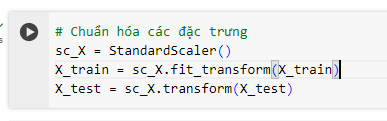 # Chuẩn hóa các đặc trưng
sc_X = StandardScaler()
X_train = sc_X.fit_transform(X_train)
X_test = sc_X.transform(X_test)